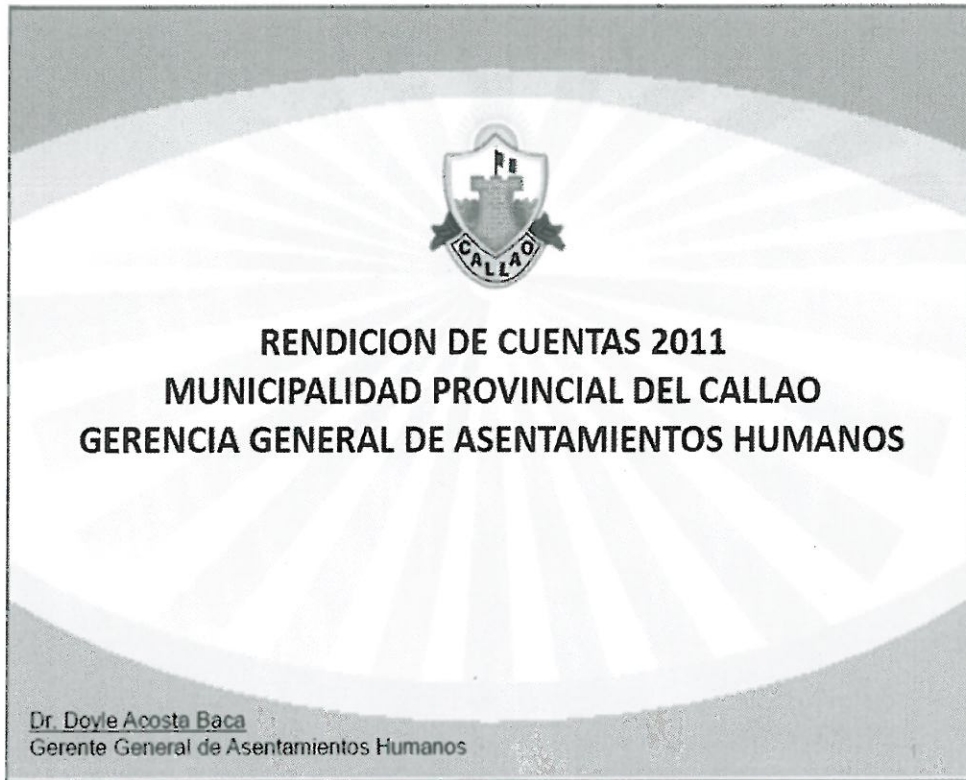 CALLAO
RENDICION DE CUENTAS 2011
MUNICIPALIDAD PROVINCIAL DEL CALLAO
GERENCIA GENERAL DE ASENTAMIENTOS HUMANOS
Dr. Doyle Acosta Baca
Gerente General de Asentamientos Humanos